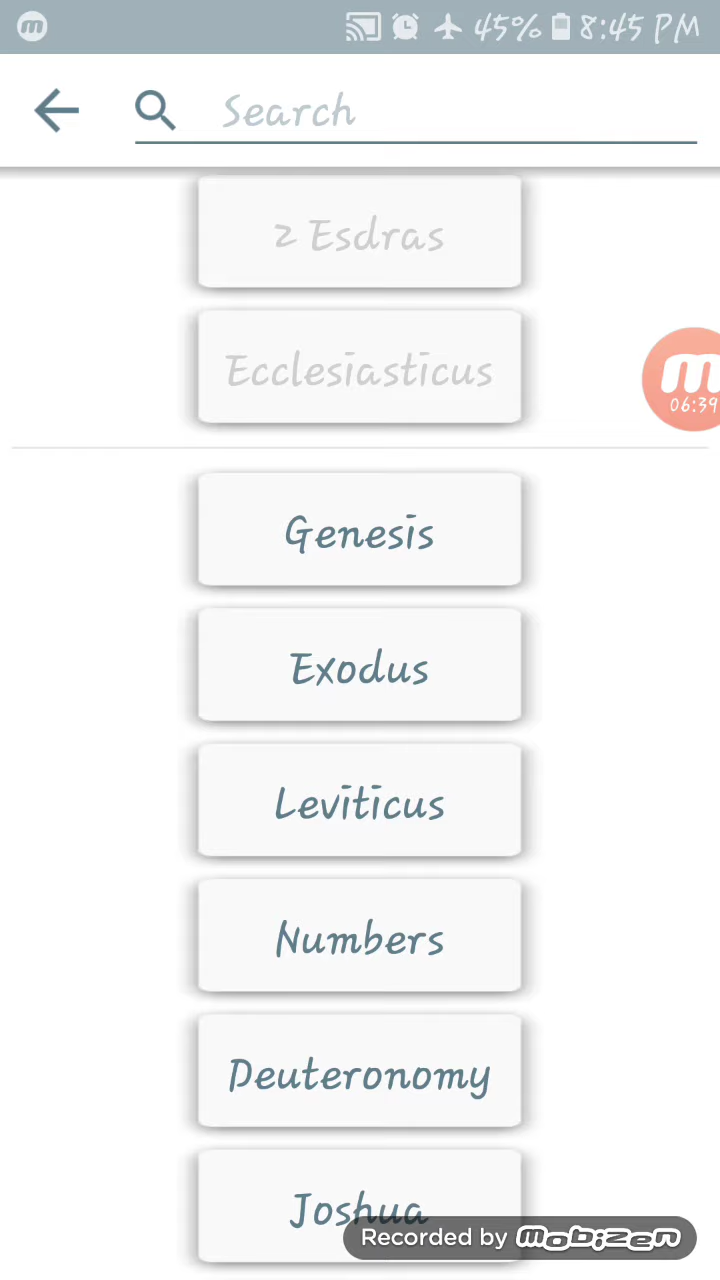 m 45% 8:45 PM
Search
2 Esdras
Ecclesiasticus
m
06:39
Genesis
Exodus
Leviticus
Numbers
Deuteronomy
Joshua
Recorded by mobizen